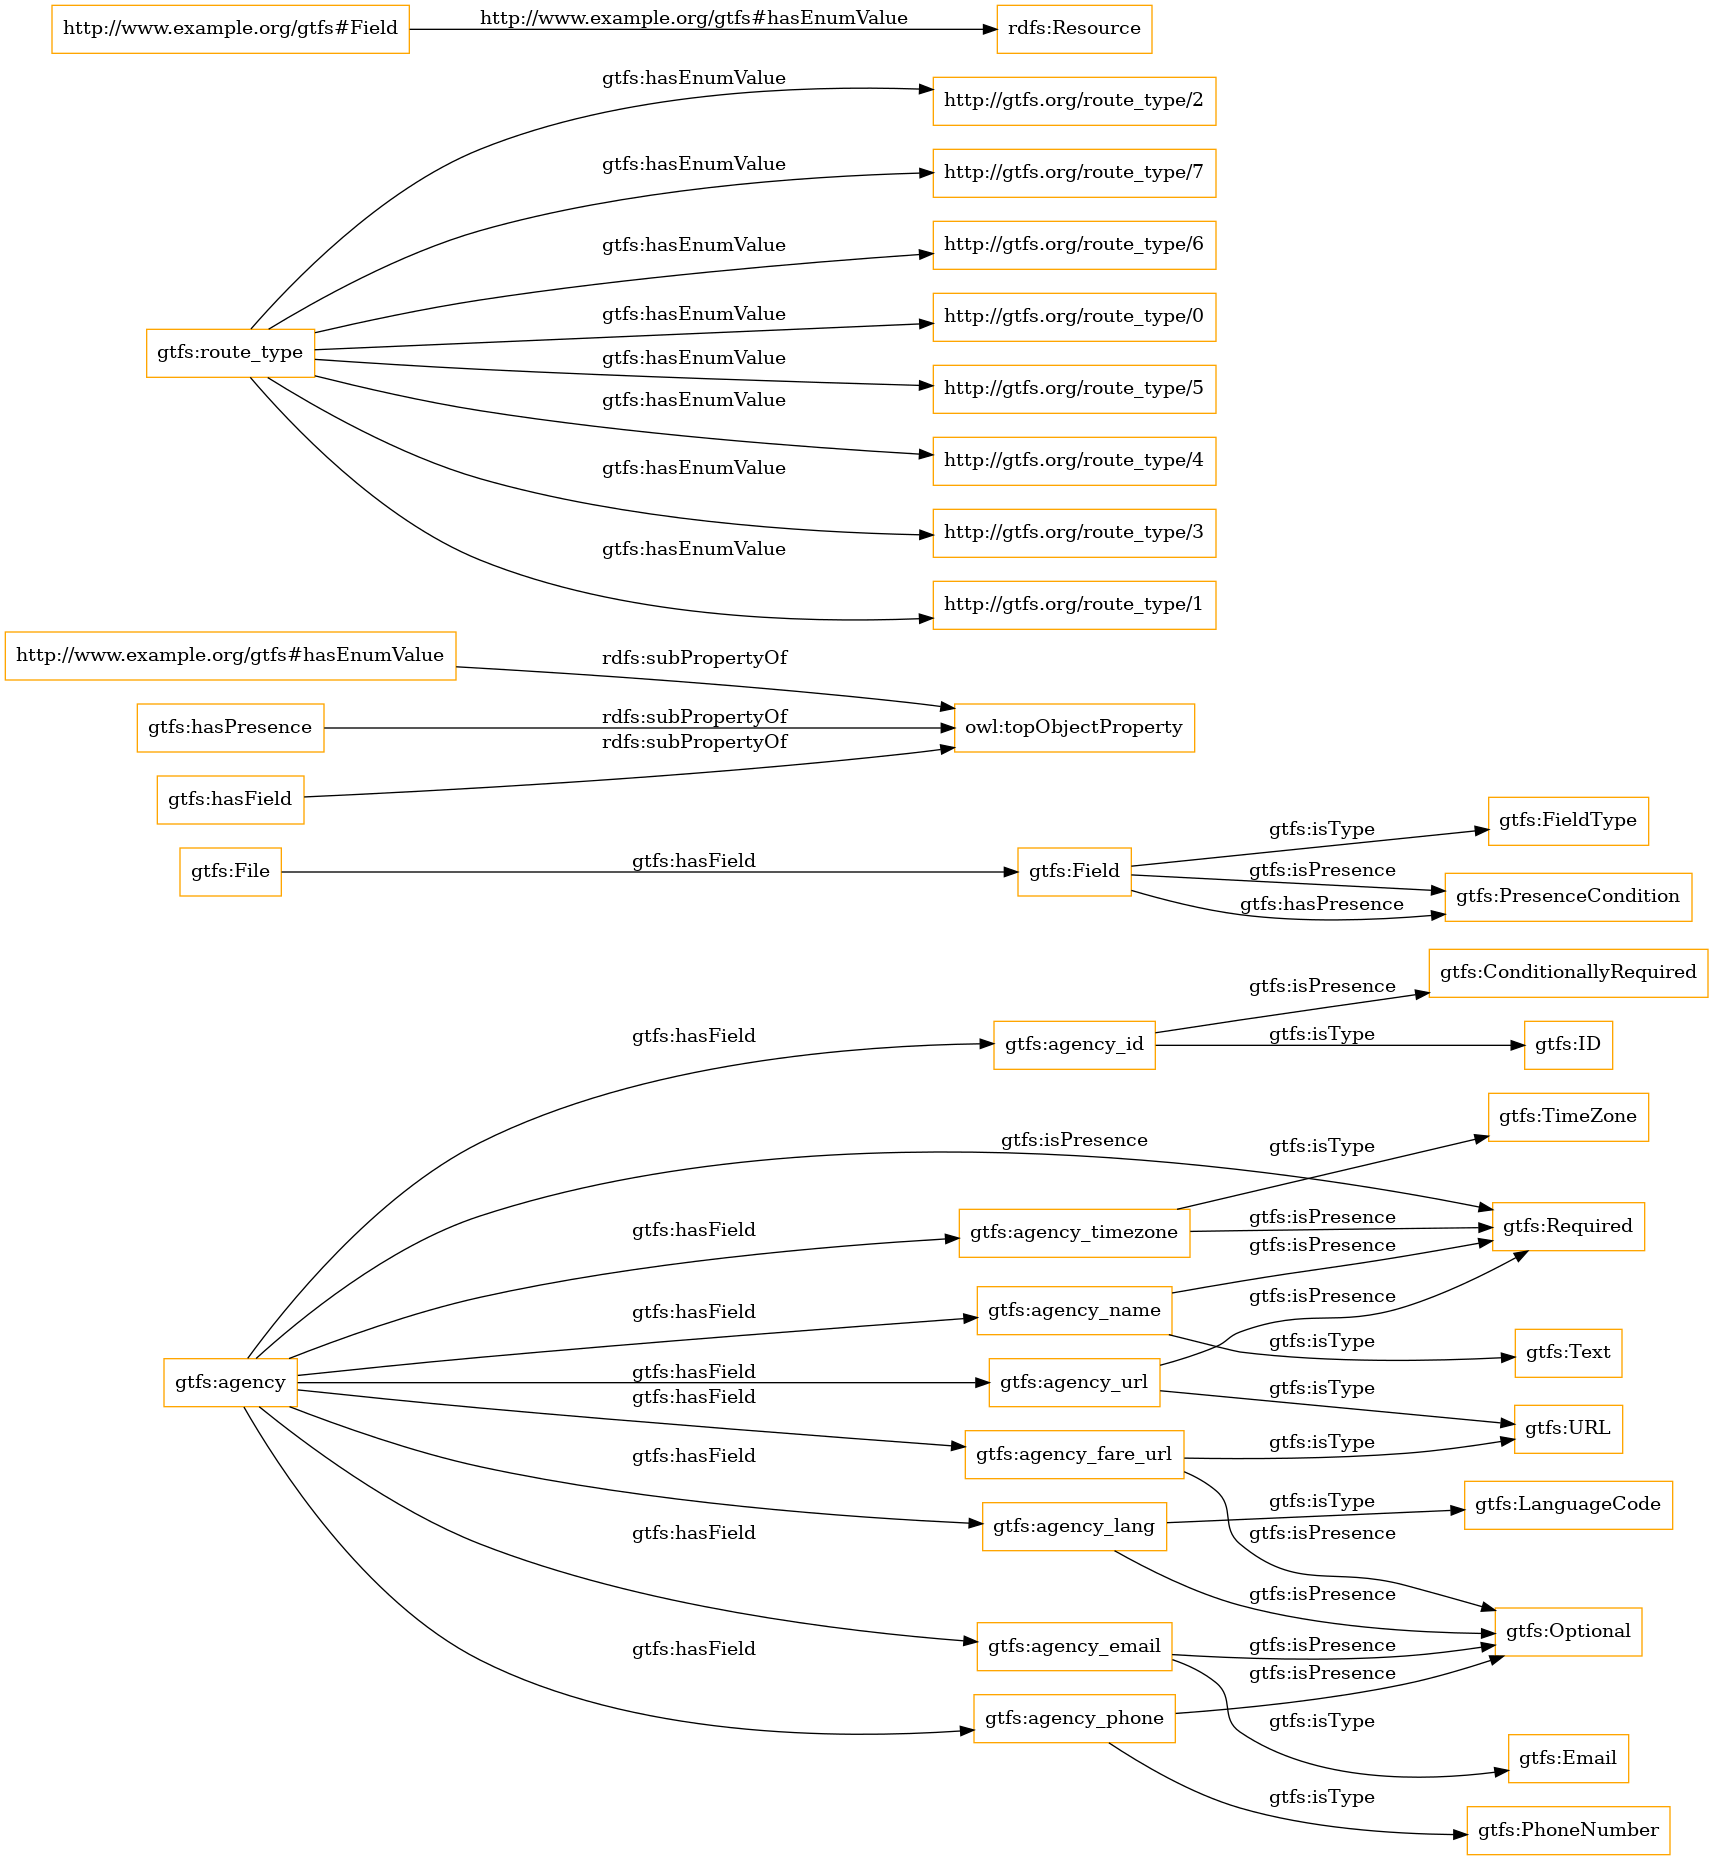 http://www.example.org/gtfs#Field
http://www.example.org/gtfs#hasEnumValue
rdfs:Resource
gtfs:route_type
gtfs:hasEnumValue
http://gtfs.org/route_type/2
gtfs:hasEnumValue
http://gtfs.org/route_type/7
gtfs:hasEnumValue
http://gtfs.org/route_type/6
gtfs:hasEnumValue
http://gtfs.org/route_type/0
gtfs:hasEnumValue
http://gtfs.org/route_type/5
gtfs:hasEnumValue
http://gtfs.org/route_type/4
gtfs:hasEnumValue
http://gtfs.org/route_type/3
gtfs:hasEnumValue
http://gtfs.org/route_type/1
http://www.example.org/gtfs#hasEnumValue
rdfs:subPropertyOf
gtfs:hasPresence
rdfs:subPropertyOf
owl:topObjectProperty
gtfs:hasField
rdfs:subPropertyOf
gtfs:File
gtfs:hasField
gtfs:Field
gtfs:isType
gtfs:FieldType
gtfs:isPresence
gtfs:PresenceCondition
gtfs:hasPresence
gtfs:agency
gtfs:hasField
gtfs:agency_id
gtfs:isPresence
gtfs:ConditionallyRequired
gtfs:isType
gtfs:ID
gtfs:isPresence
gtfs:Required
gtfs:hasField
gtfs:agency_timezone
gtfs:isType
gtfs:TimeZone
gtfs:isPresence
gtfs:hasField
gtfs:agency_name
gtfs:isPresence
gtfs:isType
gtfs:Text
gtfs:hasField
gtfs:agency_url
gtfs:isPresence
gtfs:isType
gtfs:URL
gtfs:hasField
gtfs:agency_fare_url
gtfs:isType
gtfs:isPresence
gtfs:hasField
gtfs:agency_lang
gtfs:isType
gtfs:LanguageCode
gtfs:isPresence
gtfs:Optional
gtfs:hasField
gtfs:agency_email
gtfs:isPresence
gtfs:isType
gtfs:Email
gtfs:hasField
gtfs:agency_phone
gtfs:isPresence
gtfs:isType
gtfs:PhoneNumber